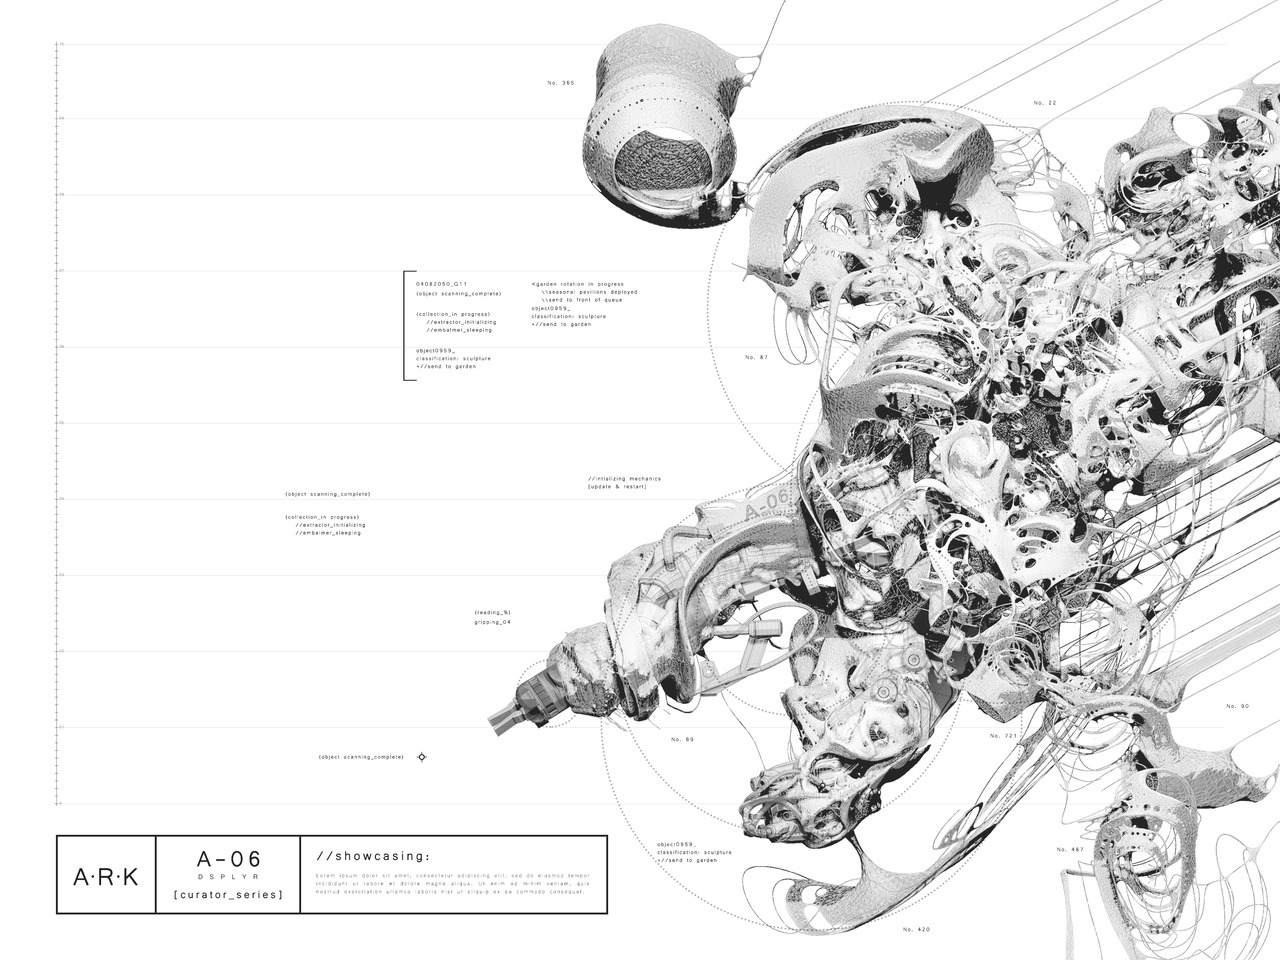 No. 365
No. 22
04082060_G11
(object scanning_complete)
(collection_in progress)
//extractor_initializing
//embalmer_sleeping
object0959_
classification: sculpture
+//send to garden
<garden rotation in progress
\\seasonal pavilions deployed
\\send to front of queue
object0959_
classification: sculpture
+//send to garden
No. 87
//intializing mechanics
[update & restart]
A-06
(object scanning_complete)
(collection_in progress)
//extractor_initializing
//embalmer_sleeping
(reading_%)
gripping_04
No. 90
No. 69
No. 721
(object scanning_complete)
object0959_
classification: sculpture
+//send to garden
No. 487
No. 420
A·R·K
A-06
DSPLYR
[curator_series]
//showcasing:
Lorem ipsum dolor sit amet, consectetur adipiscing elit, sed do eiusmod tempor
incididunt ut labore et dolore magna aliqua. Ut enim ad minim veniam, quis
nostrud exercitation ullamco laboris nisi ut aliquip ex ea commodo consequat.